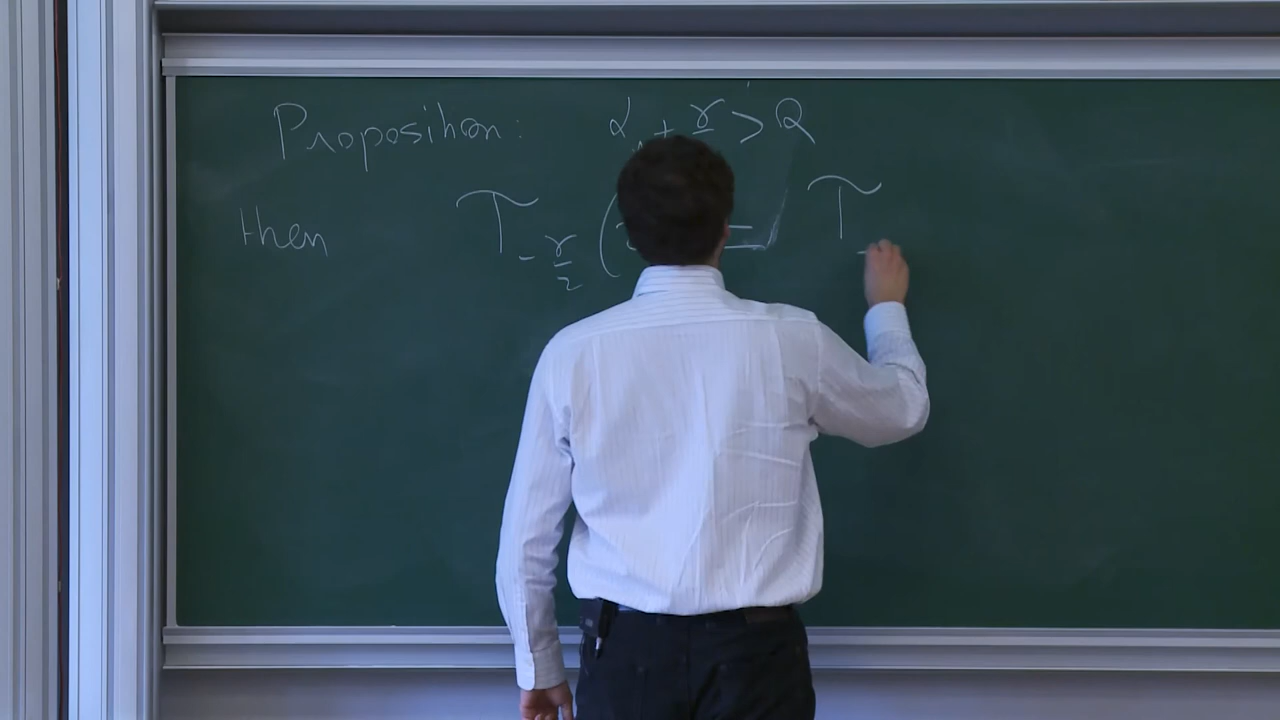 Proposition: α + γ > Q
then T - γ/2 ( = T